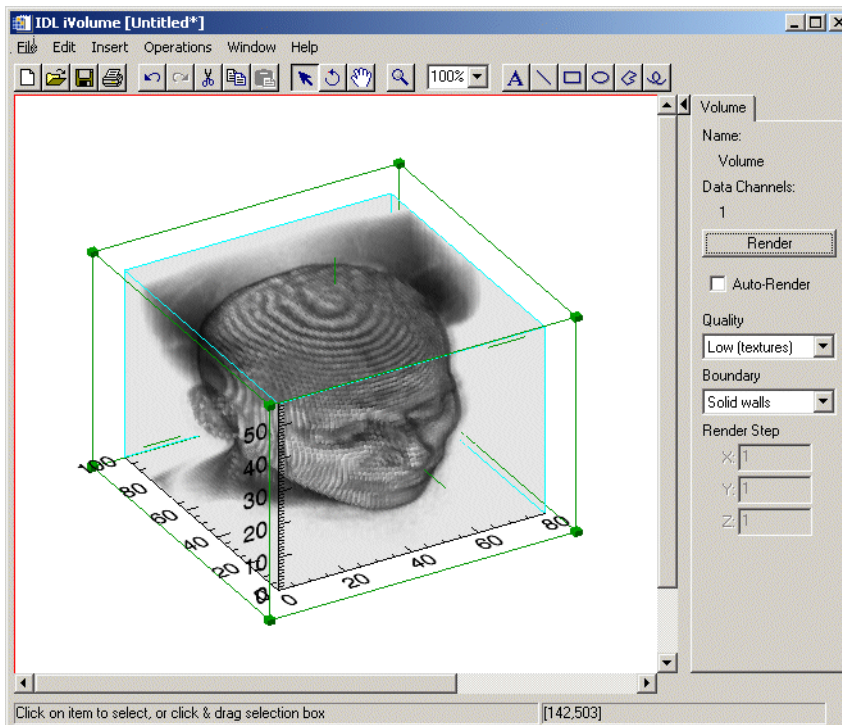 IDL iVolume [Untitled*]
File Edit Insert Operations Window Help
100% A
Volume
Name:
Volume
Data Channels:
1
Render
Auto-Render
Quality
Low (textures)
Boundary
Solid walls
Render Step
X: 1
Y: 1
Z: 1
50
40
30
20
10
0
100
80
60
40
20
0
0
20
40
60
80
Click on item to select, or click & drag selection box
[142,503]